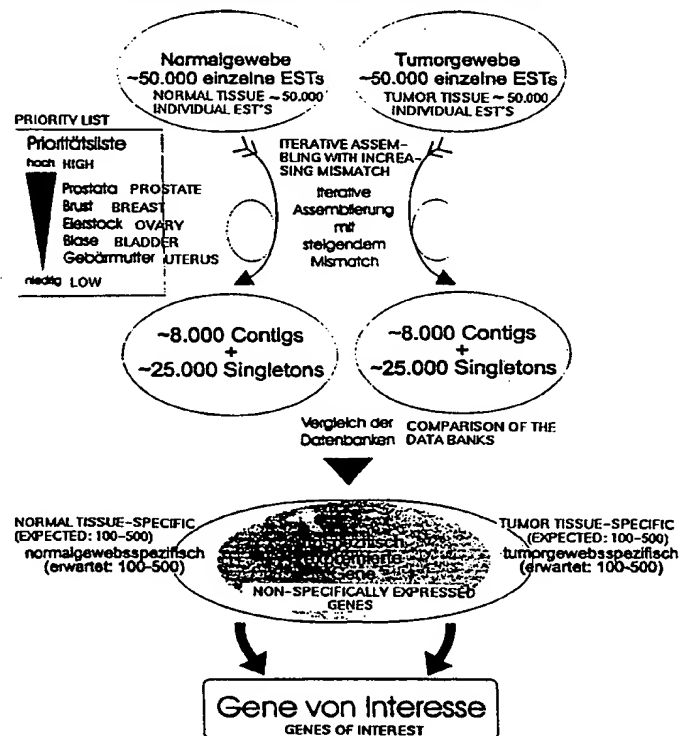 Normalgewebe
~50.000 einzelne ESTs
NORMAL TISSUE ~ 50.000
INDIVIDUAL EST'S
Tumorgewebe
~50.000 einzelne ESTs
TUMOR TISSUE ~ 50.000
INDIVIDUAL EST'S
PRIORITY LIST
Prioritätsliste
hoch HIGH
Prostata PROSTATE
Brust BREAST
Eierstock OVARY
Blase BLADDER
Gebärmutter UTERUS
niedrig LOW
ITERATIVE ASSEM-
BLING WITH INCREA-
SING MISMATCH
Iterative
Assemblierung
mit
steigendem
Mismatch
~8.000 Contigs
+
~25.000 Singletons
~8.000 Contigs
+
~25.000 Singletons
Vergleich der
Datenbanken
COMPARISON OF THE
DATA BANKS
NORMAL TISSUE-SPECIFIC
(EXPECTED: 100-500)
normalgewebsspezifisch
(erwartet: 100-500)
Gene
NON-SPECIFICALLY EXPRESSED
GENES
TUMOR TISSUE-SPECIFIC
(EXPECTED: 100-500)
tumorgewebsspezifisch
(erwartet: 100-500)
Gene von Interesse
GENES OF INTEREST